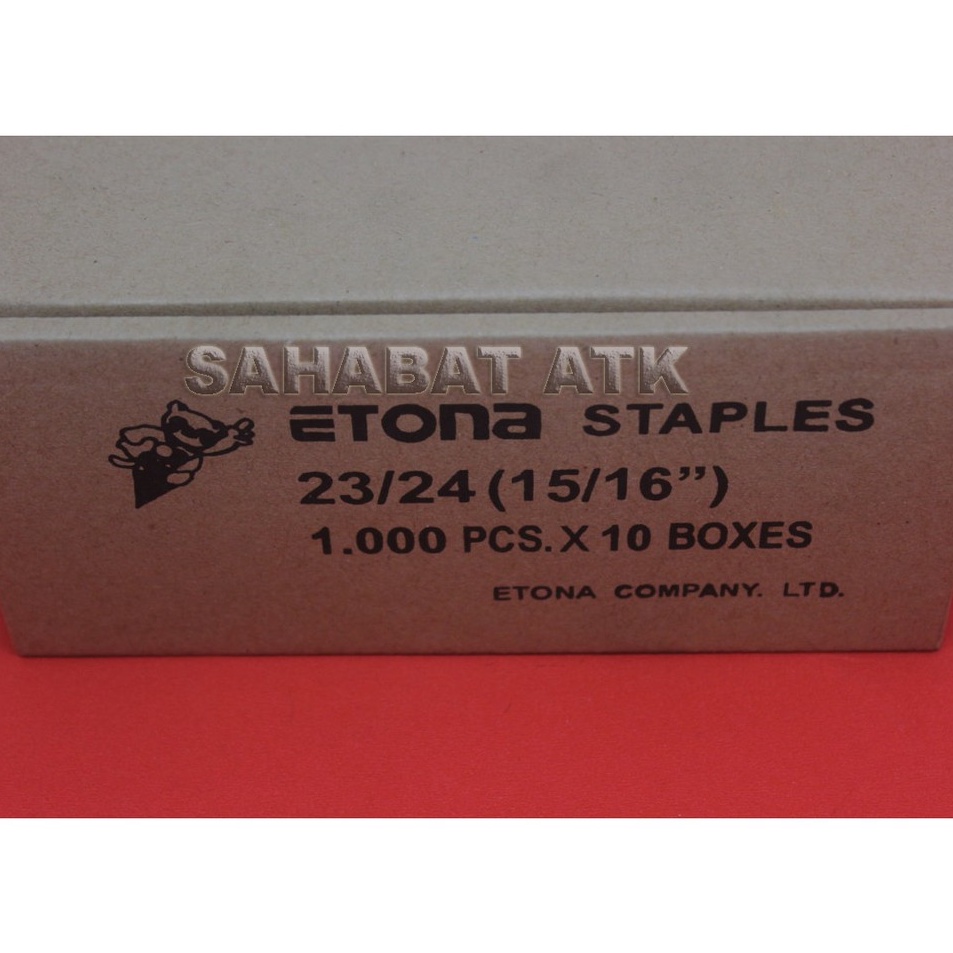 SAHABAT ATK
ETONA STAPLES
23/24 (15/16”)
1.000 PCS. X 10 BOXES
ETONA COMPANY. LTD.